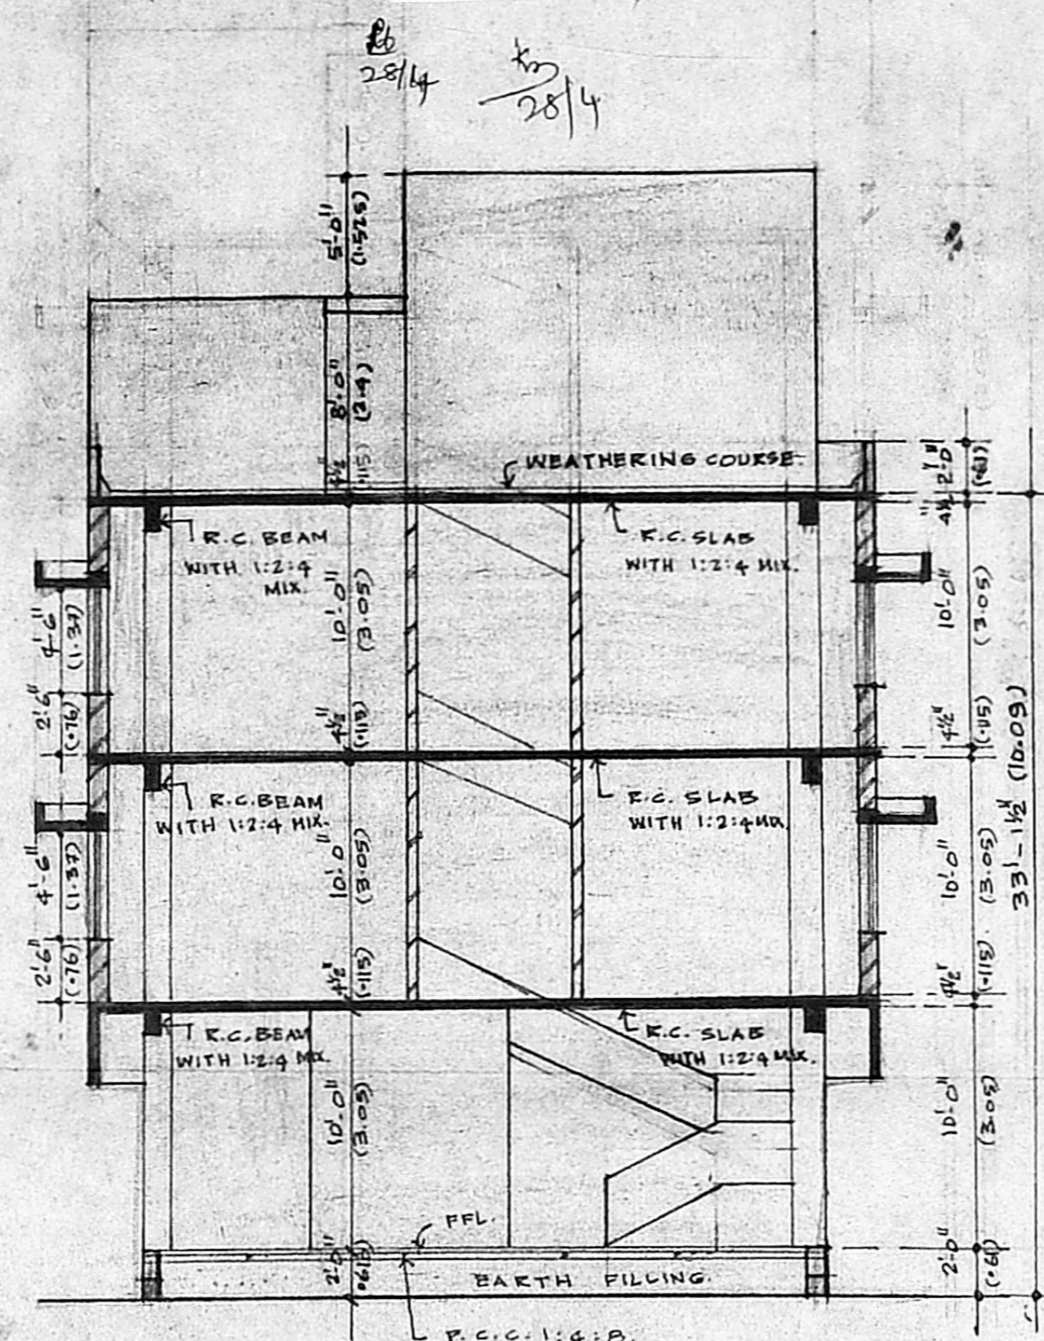 28/4
28/4
5'-0"
(1.525)
8'-0"
(2.4)
4½"
WEATHERING COURSE.
2'-0"
(.61)
4½"
R.C. BEAM
WITH 1:2:4
MIX.
R.C. SLAB
WITH 1:2:4 MIX.
10'-0"
(3.05)
10'-0"
(3.05)
4'-6"
(1.37)
2'-6"
(.76)
4½"
(.115)
4½"
(.115)
R.C. BEAM
WITH 1:2:4 MIX.
R.C. SLAB
WITH 1:2:4 MIX.
33'-1½" (10.09)
4'-6"
(1.37)
10'-0"
(3.05)
10'-0"
(3.05)
2'-6"
(.76)
4½"
(.115)
4½"
(.115)
R.C. BEAM
WITH 1:2:4 MIX.
R.C. SLAB
WITH 1:2:4 MIX.
10'-0"
(3.05)
10'-0"
(3.05)
FFL.
2'-0"
(.61)
EARTH FILLING.
2'-0"
(.61)
P.C.C. 1:4:8.